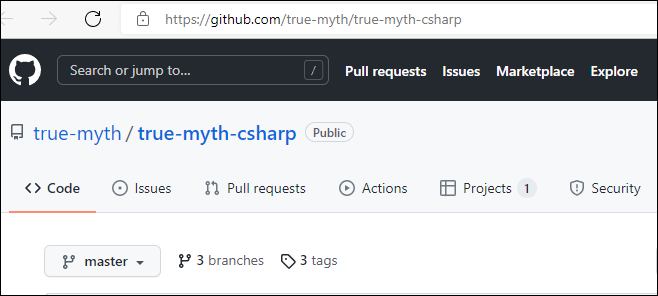 https://github.com/true-myth/true-myth-csharp
Search or jump to... / Pull requests Issues Marketplace Explore
true-myth / true-myth-csharp Public
Code Issues Pull requests Actions Projects 1 Security
master 3 branches 3 tags